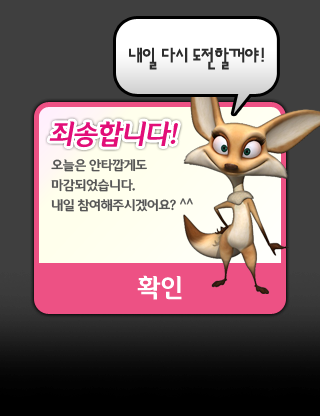 내일 다시 도전할꺼야!
죄송합니다!
오늘은 안타깝게도
마감되었습니다.
내일 참여해주시겠어요? ^^
확인